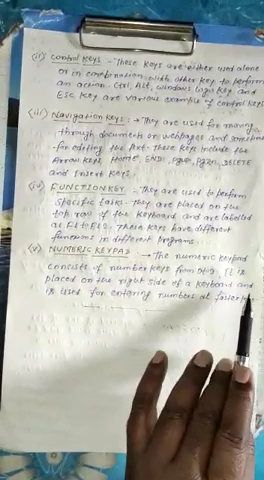 (ii) CONTROL KEYS - These keys are either used alone
or in combination with other key to perform
an action. Ctrl, Alt, windows logo key and
ESC key are various example of control keys
(iii) NAVIGATION KEYS :→ They are used for moving
through document or webpages and
for editing the text. These keys include the
Arrow keys, HOME, END, PgUP, PgDN, DELETE
and Insert keys.
(iv) FUNCTION KEY - They are used to perform
specific task. they are placed on the
top row of the keyboard and are labelled
as F1 to F12. These keys have different
functions in different programs.
(v) NUMERIC KEYPAD → The numeric keypad
consists of number keys from 0 to 9. It is
placed on the right side of a keyboard and
is used for entering numbers at faster